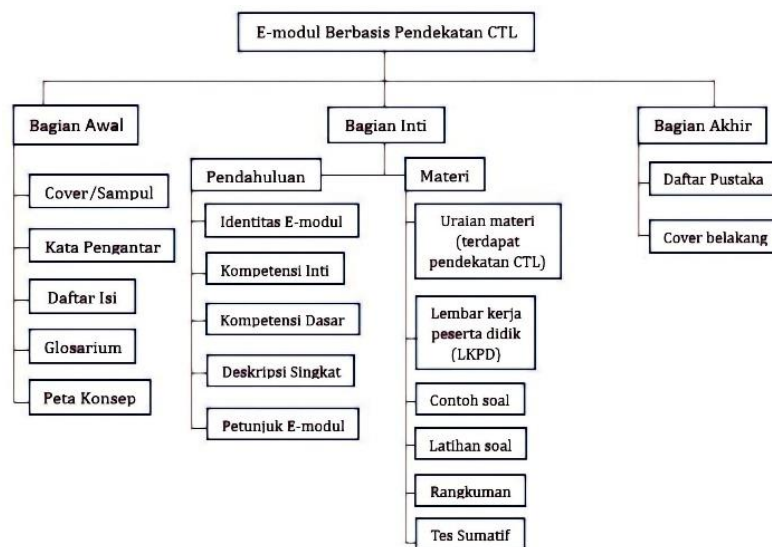 E-modul Berbasis Pendekatan CTL
Bagian Awal
Cover/Sampul
Kata Pengantar
Daftar Isi
Glosarium
Peta Konsep
Bagian Inti
Pendahuluan
Identitas E-modul
Kompetensi Inti
Kompetensi Dasar
Deskripsi Singkat
Petunjuk E-modul
Materi
Uraian materi
(terdapat
pendekatan CTL)
Lembar kerja
peserta didik
(LKPD)
Contoh soal
Latihan soal
Rangkuman
Tes Sumatif
Bagian Akhir
Daftar Pustaka
Cover belakang